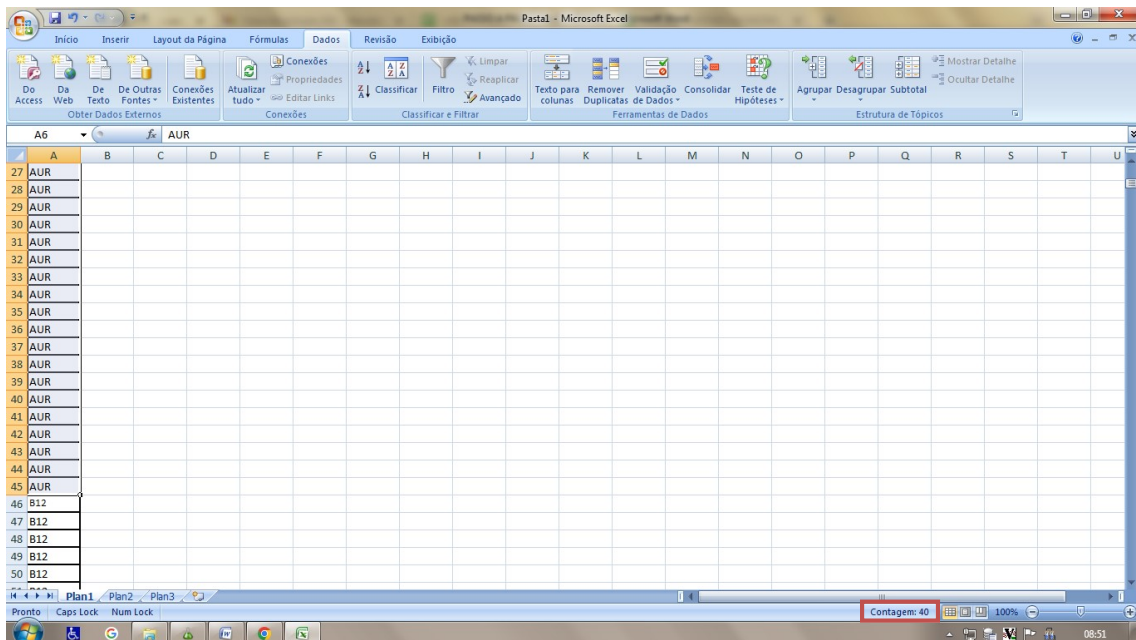 Pasta1 - Microsoft Excel
Início Inserir Layout da Página Fórmulas Dados Revisão Exibição
Do Access
Da Web
De Texto
De Outras Fontes
Conexões Existentes
Obter Dados Externos
Atualizar tudo
Conexões
Propriedades
Editar Links
Conexões
Classificar
Filtro
Limpar
Reaplicar
Avançado
Classificar e Filtrar
Texto para colunas
Remover Duplicatas
Validação de Dados
Consolidar
Teste de Hipóteses
Ferramentas de Dados
Agrupar
Desagrupar
Subtotal
Mostrar Detalhe
Ocultar Detalhe
Estrutura de Tópicos
A6 fx AUR
A B C D E F G H I J K L M N O P Q R S T U
27 AUR
28 AUR
29 AUR
30 AUR
31 AUR
32 AUR
33 AUR
34 AUR
35 AUR
36 AUR
37 AUR
38 AUR
39 AUR
40 AUR
41 AUR
42 AUR
43 AUR
44 AUR
45 AUR
46 B12
47 B12
48 B12
49 B12
50 B12
Plan1 Plan2 Plan3
Pronto Caps Lock Num Lock Contagem: 40 100%
08:51